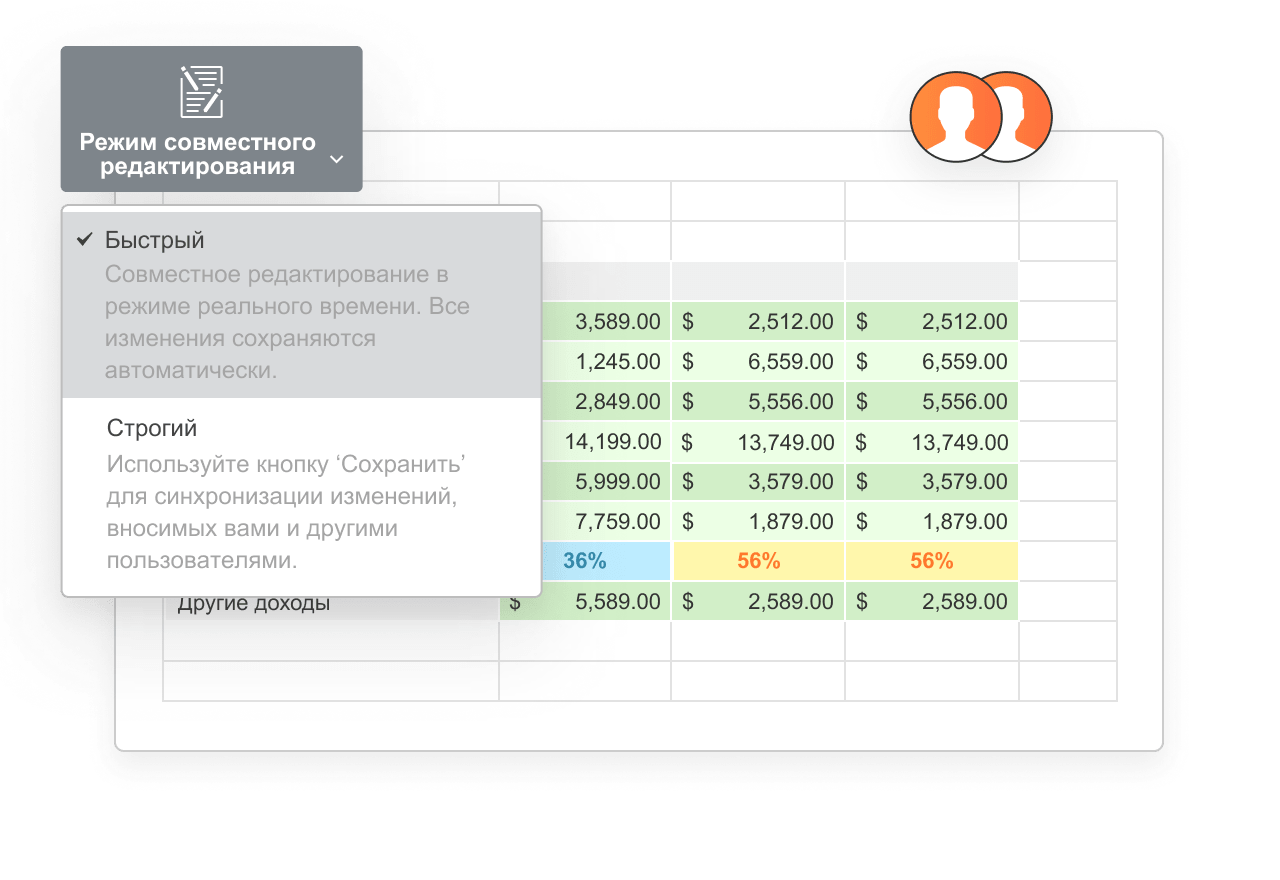 Режим совместного
редактирования
Быстрый
Совместное редактирование в
режиме реального времени. Все
изменения сохраняются
автоматически.
Строгий
Используйте кнопку ‘Сохранить’
для синхронизации изменений,
вносимых вами и другими
пользователями.
3,589.00 $ 2,512.00 $ 2,512.00
1,245.00 $ 6,559.00 $ 6,559.00
2,849.00 $ 5,556.00 $ 5,556.00
14,199.00 $ 13,749.00 $ 13,749.00
5,999.00 $ 3,579.00 $ 3,579.00
7,759.00 $ 1,879.00 $ 1,879.00
36% 56% 56%
Другие доходы $ 5,589.00 $ 2,589.00 $ 2,589.00